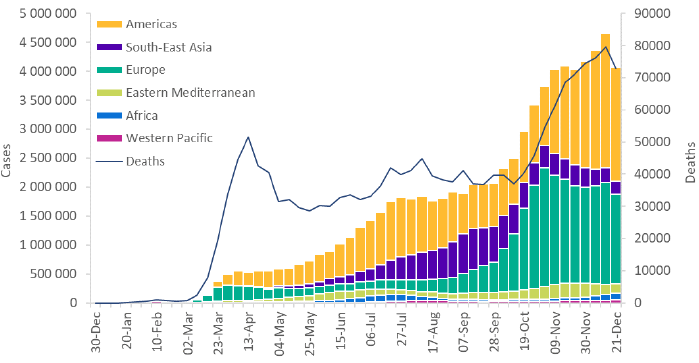 5 000 000
4 500 000
4 000 000
3 500 000
3 000 000
2 500 000
2 000 000
1 500 000
1 000 000
500 000
0
Cases
Americas
South-East Asia
Europe
Eastern Mediterranean
Africa
Western Pacific
Deaths
90000
80000
70000
60000
50000
40000
30000
20000
10000
0
Deaths
30-Dec
20-Jan
10-Feb
02-Mar
23-Mar
13-Apr
04-May
25-May
15-Jun
06-Jul
27-Jul
17-Aug
07-Sep
28-Sep
19-Oct
09-Nov
30-Nov
21-Dec